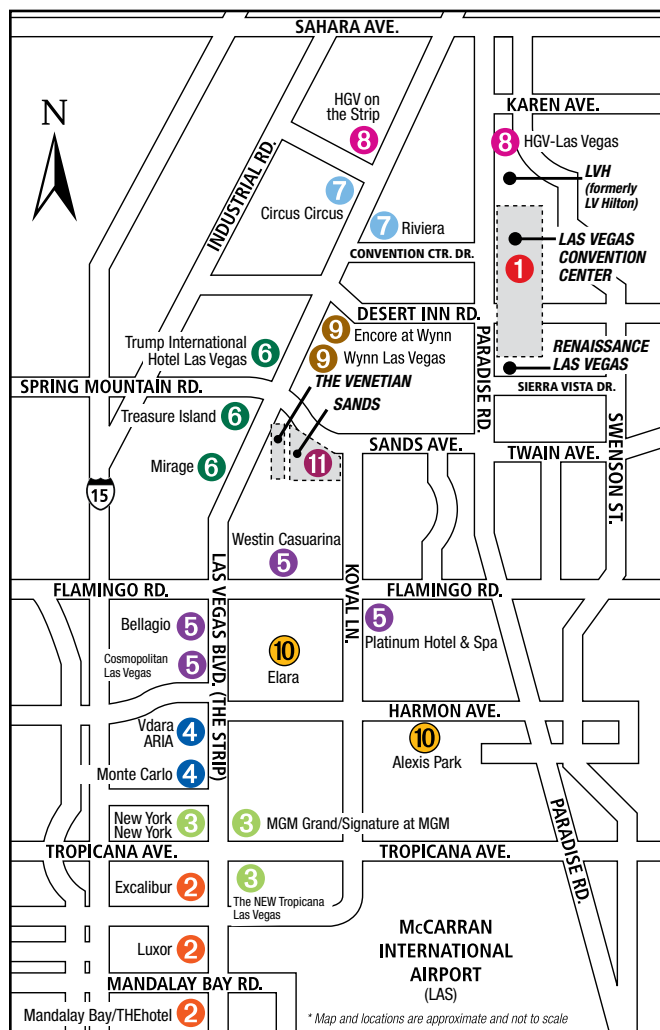 SAHARA AVE.
N
HGV on
the Strip
8
KAREN AVE.
8
HGV-Las Vegas
INDUSTRIAL RD.
LVH
(formerly
LV Hilton)
7
Circus Circus
7
Riviera
CONVENTION CTR. DR.
LAS VEGAS
CONVENTION
CENTER
1
DESERT INN RD.
9
Encore at Wynn
Trump International
Hotel Las Vegas
6
9
Wynn Las Vegas
PARADISE RD.
RENAISSANCE
LAS VEGAS
SPRING MOUNTAIN RD.
THE VENETIAN
SIERRA VISTA DR.
SANDS
Treasure Island
6
SANDS AVE.
TWAIN AVE.
SWENSON ST.
Mirage
6
11
15
Westin Casuarina
5
FLAMINGO RD.
LAS VEGAS BLVD. (THE STRIP)
KOVAL LN.
FLAMINGO RD.
Bellagio
5
5
Platinum Hotel & Spa
Cosmopolitan
Las Vegas
5
10
Elara
HARMON AVE.
Vdara
ARIA
4
10
Alexis Park
Monte Carlo
4
New York
New York
3
3
MGM Grand/Signature at MGM
PARADISE RD.
TROPICANA AVE.
TROPICANA AVE.
Excalibur
2
3
The NEW Tropicana
Las Vegas
Luxor
2
McCARRAN
INTERNATIONAL
AIRPORT
(LAS)
MANDALAY BAY RD.
Mandalay Bay/THEhotel
2
* Map and locations are approximate and not to scale